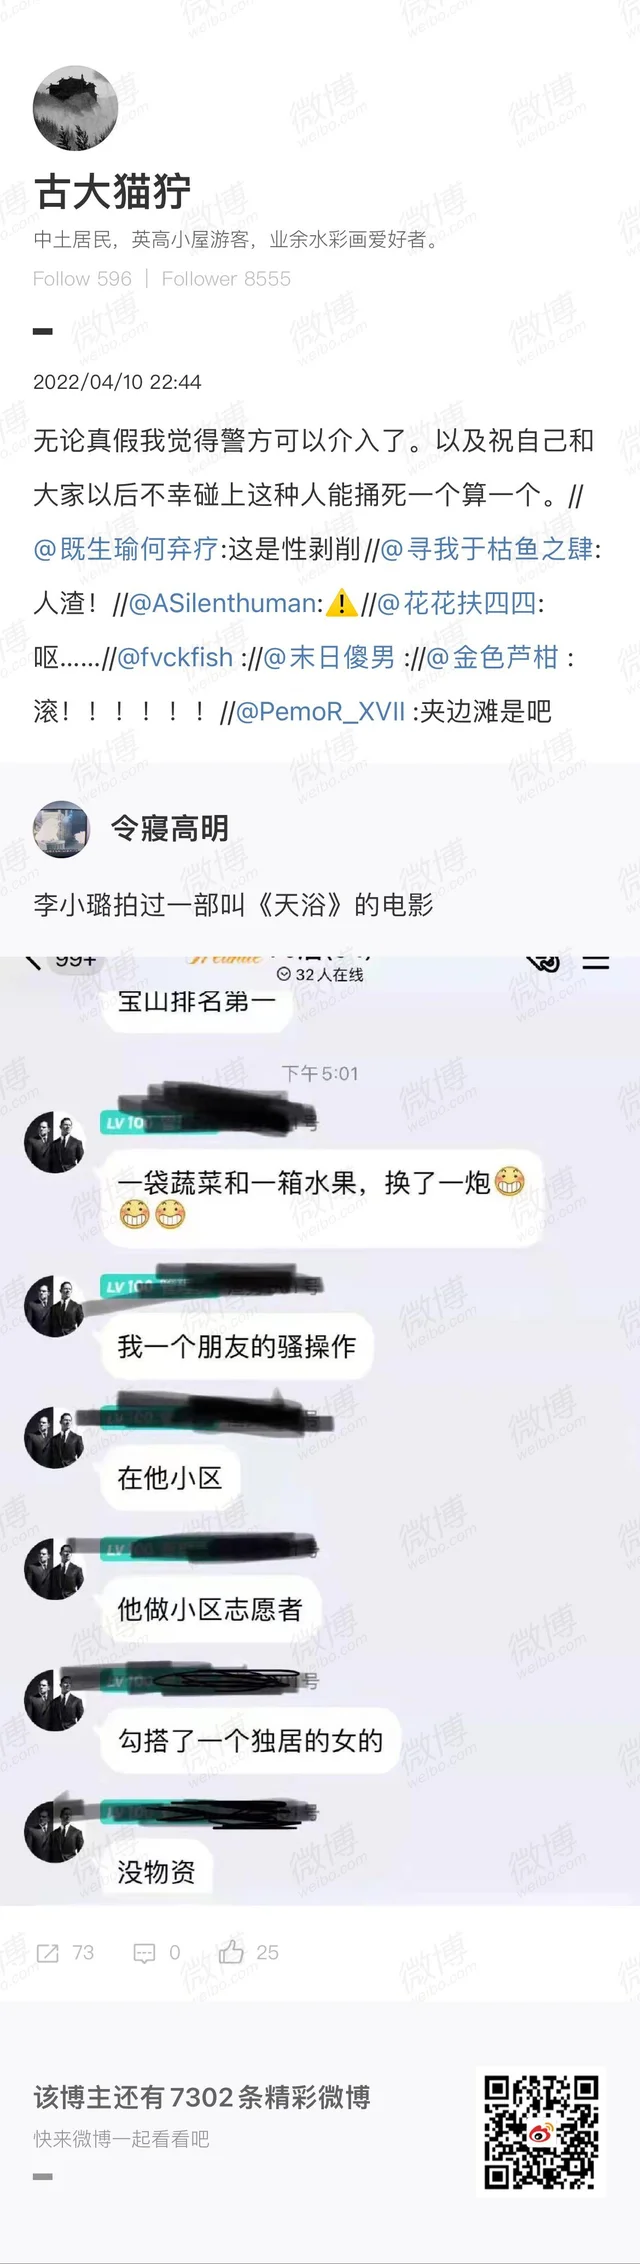 古大猫狞
中土居民，英高小屋游客，业余水彩画爱好者。
Follow 596 | Follower 8555
2022/04/10 22:44
无论真假我觉得警方可以介入了。以及祝自己和
大家以后不幸碰上这种人能捅死一个算一个。//
@既生瑜何弃疗:这是性剥削//@寻我于枯鱼之肆:
人渣！//@ASilenthuman:⚠️//@花花扶四四:
呕……//@fvckfish ://@末日傻男 ://@金色芦柑 :
滚！！！！！！//@PemoR_XVII :夹边滩是吧
令寝高明
李小璐拍过一部叫《天浴》的电影
99+
32人在线
宝山排名第一
下午5:01
LV 100
一袋蔬菜和一箱水果，换了一炮😁
😁😁
LV 100
我一个朋友的骚操作
在他小区
LV
他做小区志愿者
号
勾搭了一个独居的女的
没物资
73 0 25
该博主还有7302条精彩微博
快来微博一起看看吧
微博
weibo.com